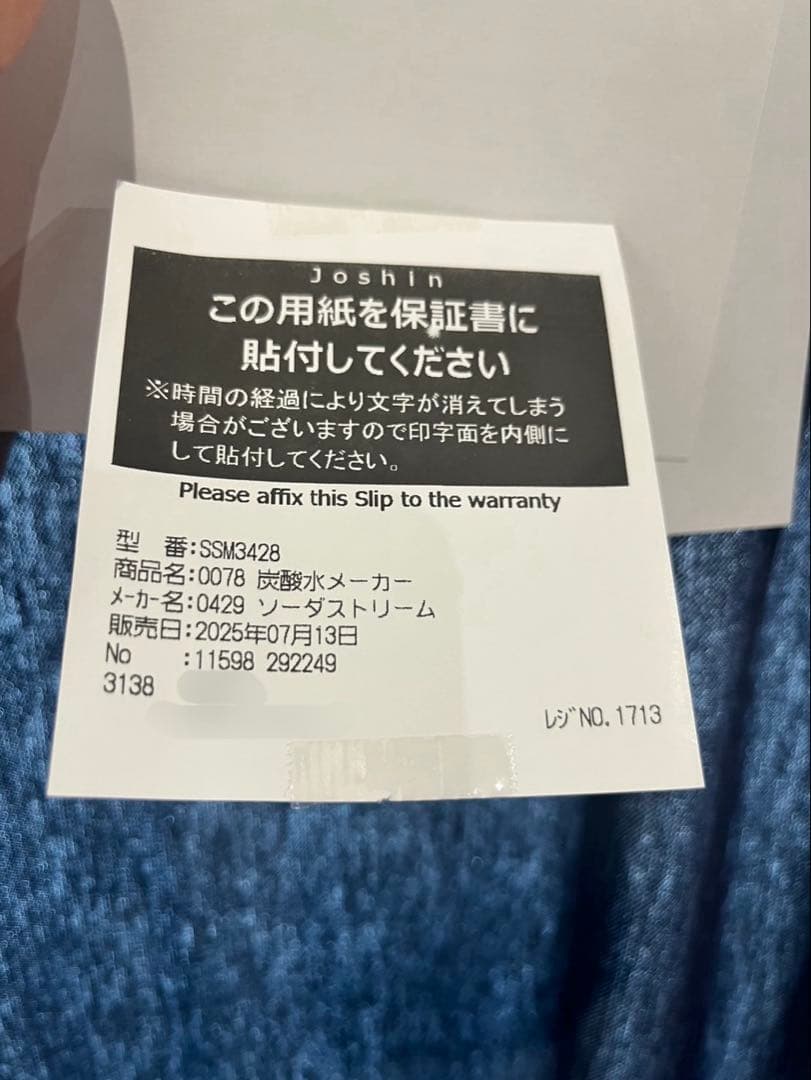 Joshin
この用紙を保証書に
貼付してください
※時間の経過により文字が消えてしまう
場合がございますので印字面を内側に
して貼付してください。
Please affix this Slip to the warranty
型　番:SSM3428
商品名:0078 炭酸水メーカー
ﾒｰｶｰ名:0429 ソーダストリーム
販売日:2025年07月13日
No　　:11598 292249
3138
ﾚｼﾞNO.1713